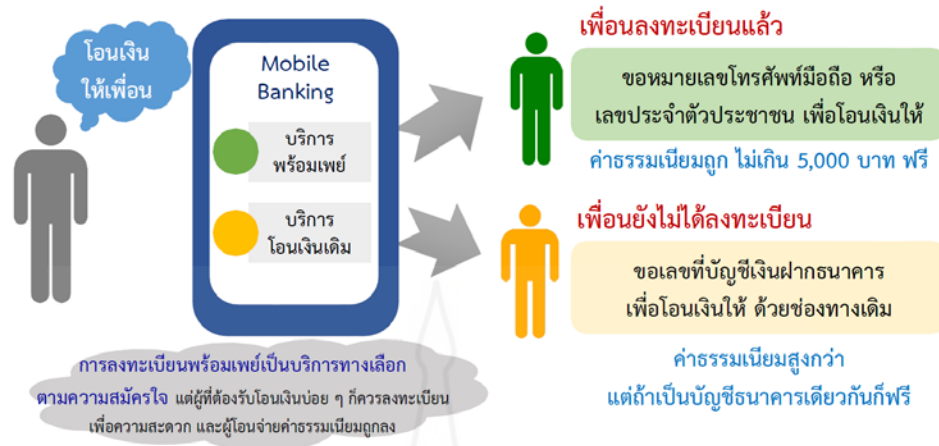 โอนเงิน
ให้เพื่อน
Mobile
Banking
บริการ
พร้อมเพย์
บริการ
โอนเงินเดิม
เพื่อนลงทะเบียนแล้ว
ขอหมายเลขโทรศัพท์มือถือ หรือ
เลขประจำตัวประชาชน เพื่อโอนเงินให้
ค่าธรรมเนียมถูก ไม่เกิน 5,000 บาท ฟรี
เพื่อนยังไม่ได้ลงทะเบียน
ขอเลขที่บัญชีเงินฝากธนาคาร
เพื่อโอนเงินให้ ด้วยช่องทางเดิม
ค่าธรรมเนียมสูงกว่า
แต่ถ้าเป็นบัญชีธนาคารเดียวกันก็ฟรี
การลงทะเบียนพร้อมเพย์เป็นบริการทางเลือก
ตามความสมัครใจ แต่ผู้ที่ต้องรับโอนเงินบ่อย ๆ ก็ควรลงทะเบียน
เพื่อความสะดวก และผู้โอนจ่ายค่าธรรมเนียมถูกลง